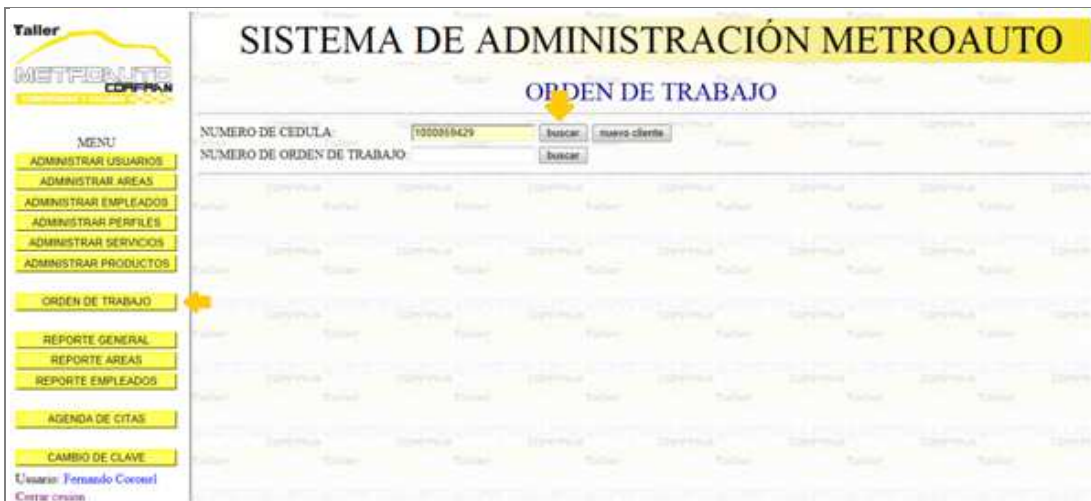 Taller
METROAUTO
CORFRAN
SISTEMA DE ADMINISTRACIÓN METROAUTO
ORDEN DE TRABAJO
NUMERO DE CEDULA: 1000859429 buscar nuevo cliente
NUMERO DE ORDEN DE TRABAJO: buscar
MENU
ADMINISTRAR USUARIOS
ADMINISTRAR AREAS
ADMINISTRAR EMPLEADOS
ADMINISTRAR PERFILES
ADMINISTRAR SERVICIOS
ADMINISTRAR PRODUCTOS
ORDEN DE TRABAJO
REPORTE GENERAL
REPORTE AREAS
REPORTE EMPLEADOS
AGENDA DE CITAS
CAMBIO DE CLAVE
Usuario: Fernando Coronel
Cerrar cesion